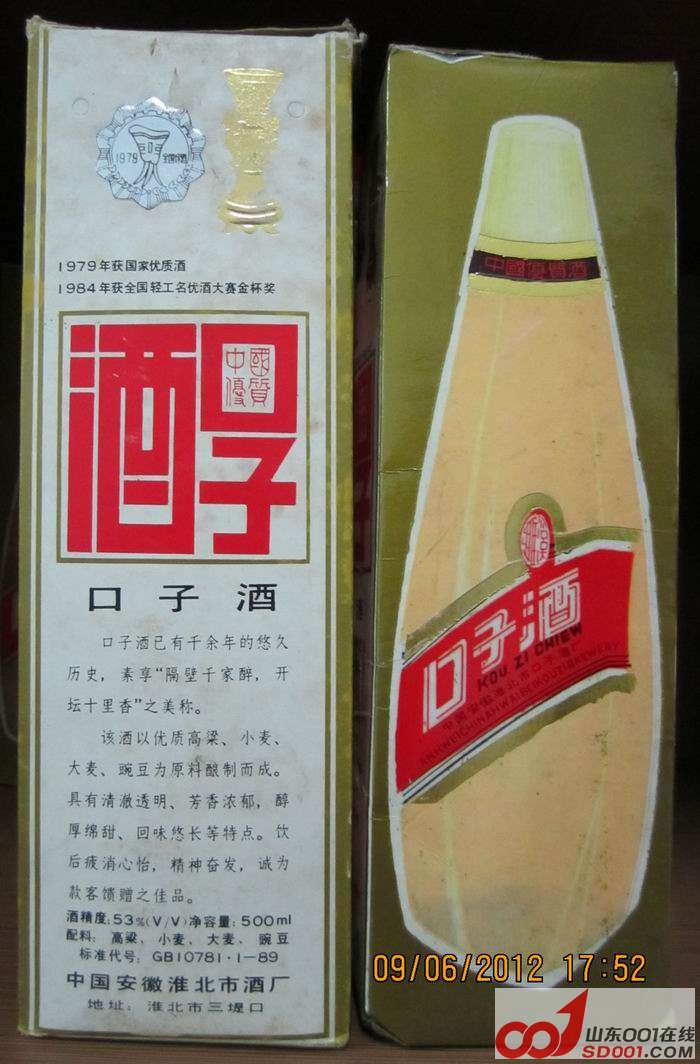 1979
1979年获国家优质酒
1984年获全国轻工名优酒大赛金杯奖
口子酒
中國
優質
口子酒
口子酒已有千余年的悠久
历史，素享“隔壁千家醉，开
坛十里香”之美称。
该酒以优质高粱、小麦、
大麦、豌豆为原料酿制而成。
具有清澈透明、芳香浓郁，醇
厚绵甜、回味悠长等特点。饮
后疲消心怡，精神奋发，诚为
款客馈赠之佳品。
酒精度:53%(V/V)净容量:500ml
配料: 高粱、小麦、大麦、豌豆
标准代号: GB10781·1-89
中国安徽淮北市酒厂
地址: 淮北市三堤口
中國優質酒
口子酒
KOU ZI CHIEW
09/06/2012 17:52
山东001在线
SD001.COM